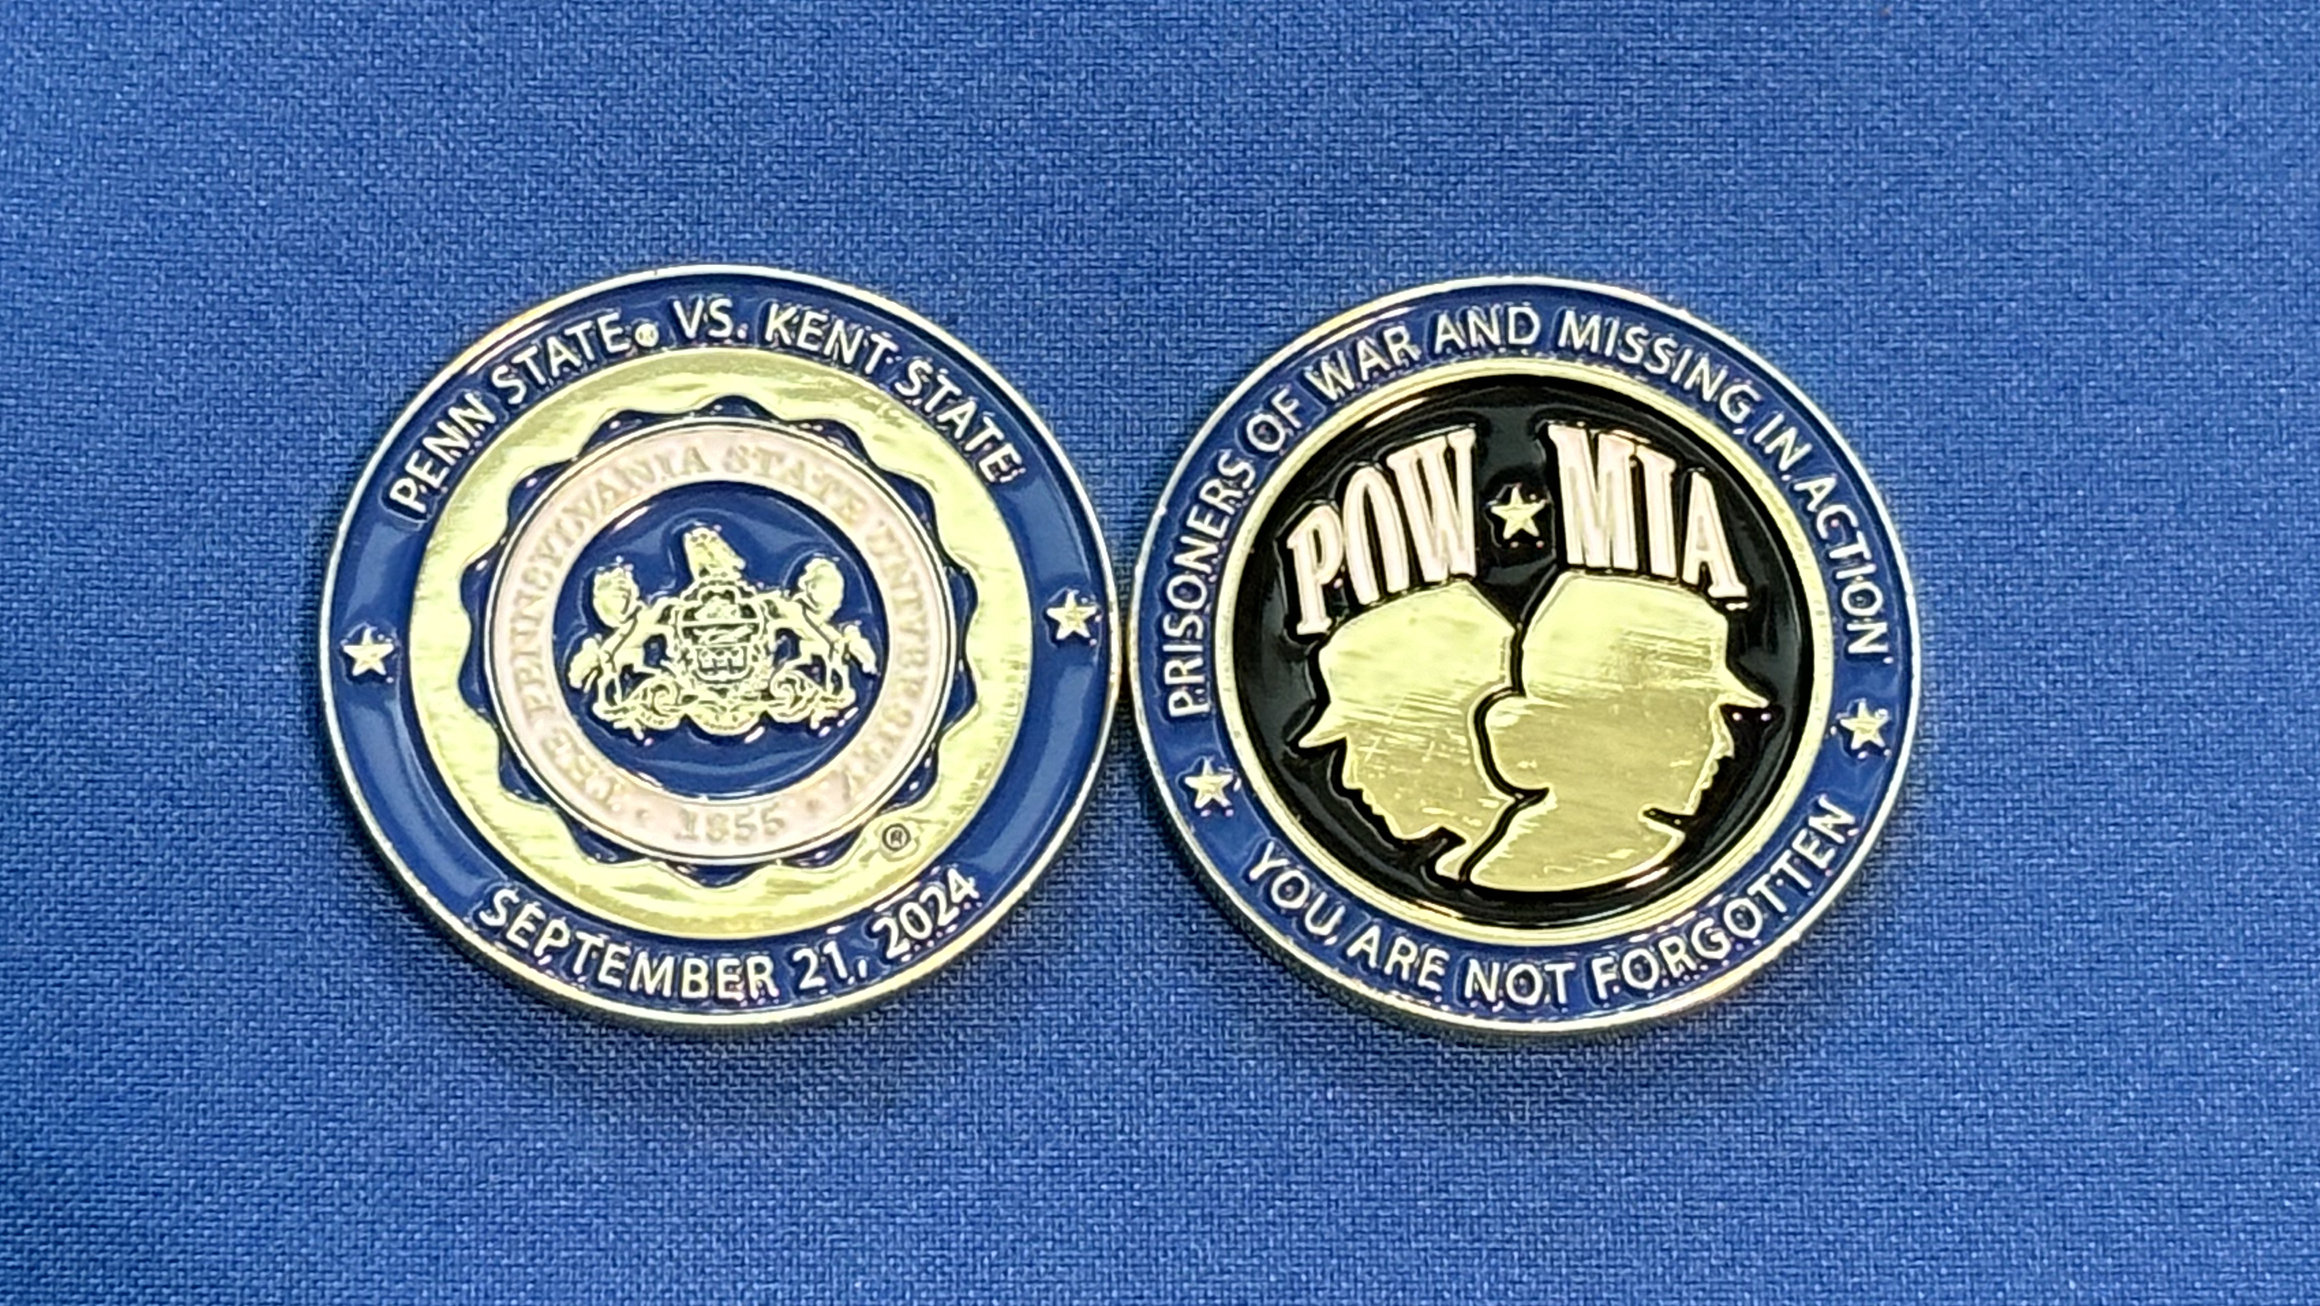 PENN STATE® VS. KENT STATE
THE PENNSYLVANIA STATE UNIVERSITY
· 1855 ·
®
SEPTEMBER 21, 2024
PRISONERS OF WAR AND MISSING IN ACTION
POW ★ MIA
YOU ARE NOT FORGOTTEN